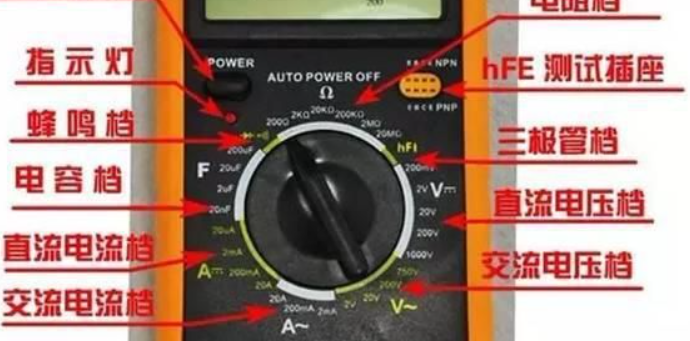 电阻档
指示灯
POWER
AUTO POWER OFF
NPN
hFE 测试插座
Ω
EBCE PNP
蜂鸣档
200Ω
2KΩ
20KΩ
200KΩ
2MΩ
20MΩ
hFE
三极管档
200uF
F
20uF
2uF
20nF
电容档
200mV
2V
V⎓
20V
200V
1000V
直流电压档
直流电流档
20uA
2mA
A⎓
200mA
20A
交流电压档
750V
200V
20V
2V
V~
交流电流档
20A
200mA
2mA
A~